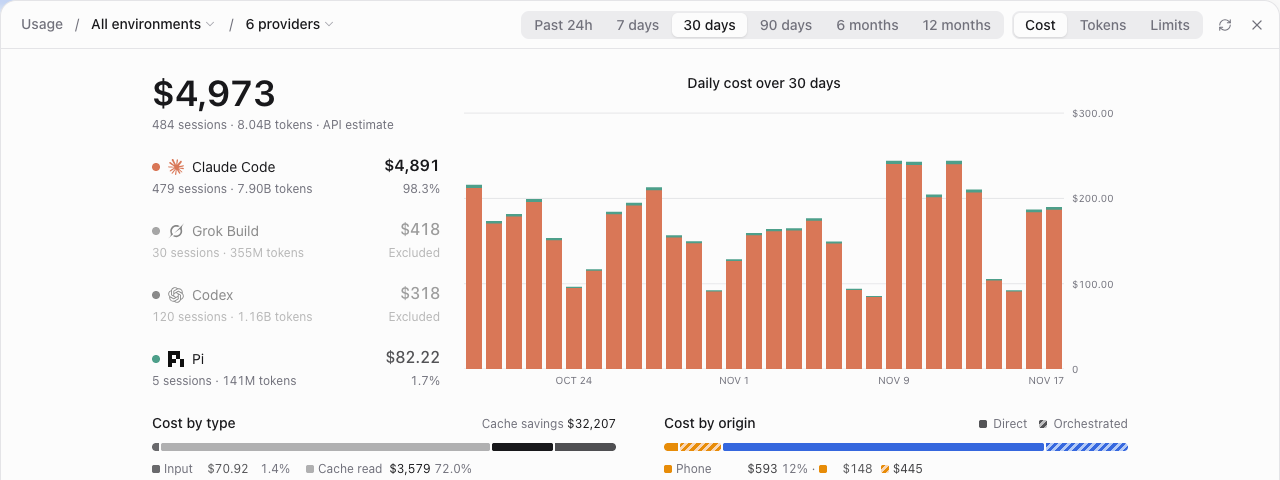 Usage / All environments / 6 providers
Past 24h 7 days 30 days 90 days 6 months 12 months Cost Tokens Limits
$4,973
484 sessions · 8.04B tokens · API estimate
Claude Code $4,891
479 sessions · 7.90B tokens 98.3%
Grok Build $418
30 sessions · 355M tokens Excluded
Codex $318
120 sessions · 1.16B tokens Excluded
Pi $82.22
5 sessions · 141M tokens 1.7%
Daily cost over 30 days
$300.00
$200.00
$100.00
0
OCT 24 NOV 1 NOV 9 NOV 17
Cost by type Cache savings $32,207
Input $70.92 1.4% Cache read $3,579 72.0%
Cost by origin Direct Orchestrated
Phone $593 12% · $148 $445